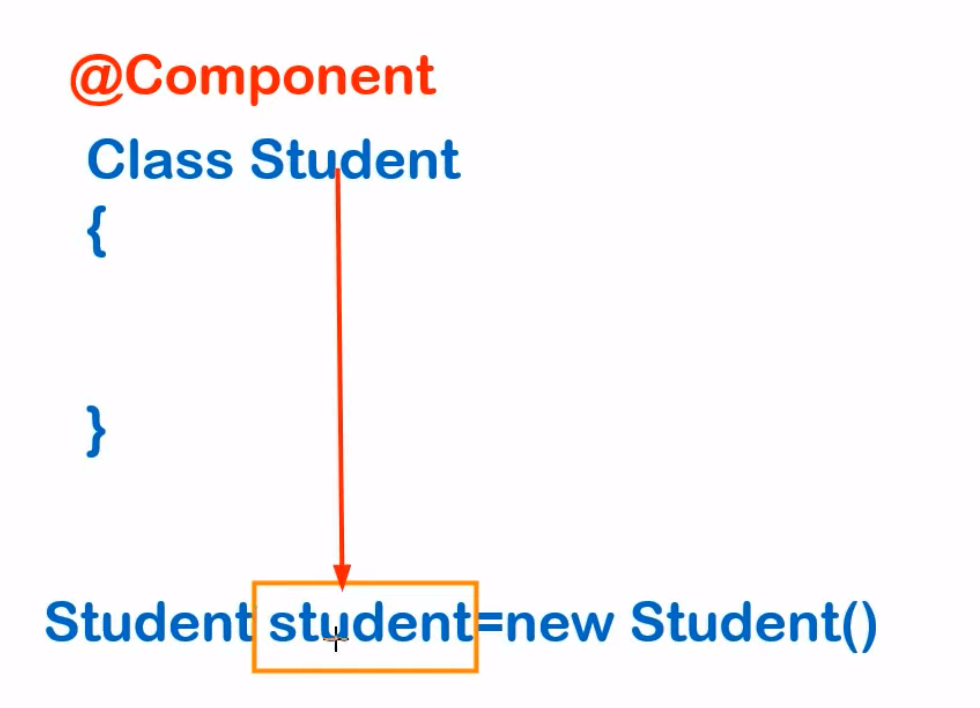 @Component
Class Student
{
}
Student student=new Student()